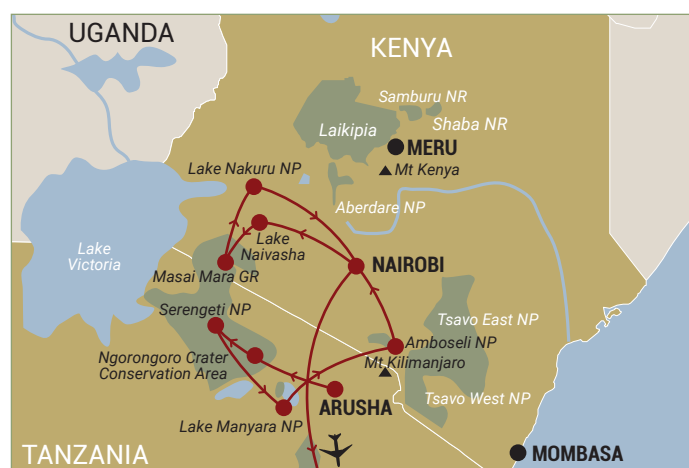 UGANDA
KENYA
Samburu NR
Shaba NR
Laikipia
MERU
Mt Kenya
Lake Nakuru NP
Aberdare NP
Lake
Naivasha
Lake
Victoria
Masai Mara GR
NAIROBI
Serengeti NP
Tsavo East NP
Amboseli NP
Ngorongoro Crater
Conservation Area
Mt Kilimanjaro
Tsavo West NP
ARUSHA
Lake Manyara NP
TANZANIA
MOMBASA